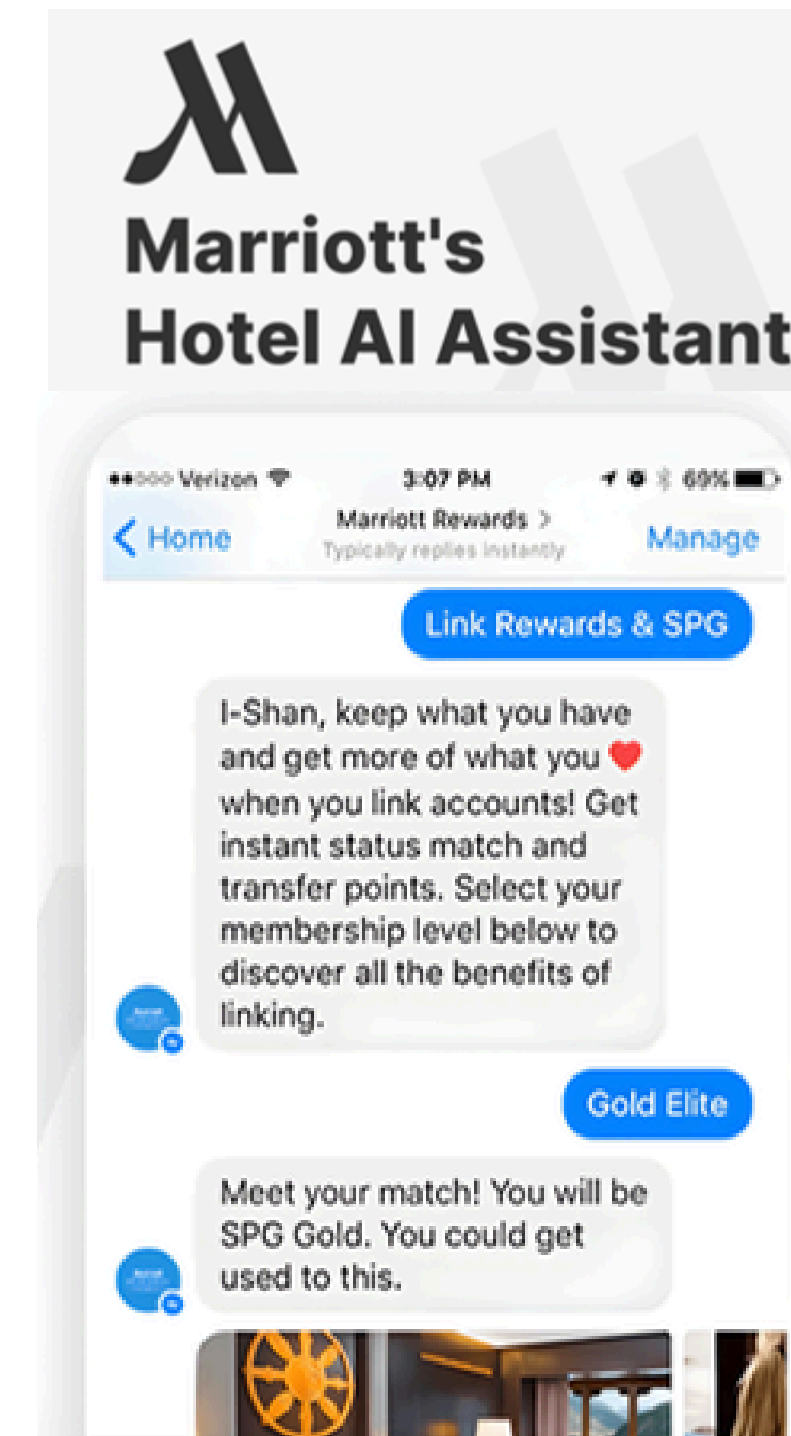 Marriott's
Hotel AI Assistant
Verizon 3:07 PM 69%
Home Marriott Rewards > Manage
Typically replies instantly
Link Rewards & SPG
I-Shan, keep what you have
and get more of what you ❤
when you link accounts! Get
instant status match and
transfer points. Select your
membership level below to
discover all the benefits of
linking.
Gold Elite
Meet your match! You will be
SPG Gold. You could get
used to this.